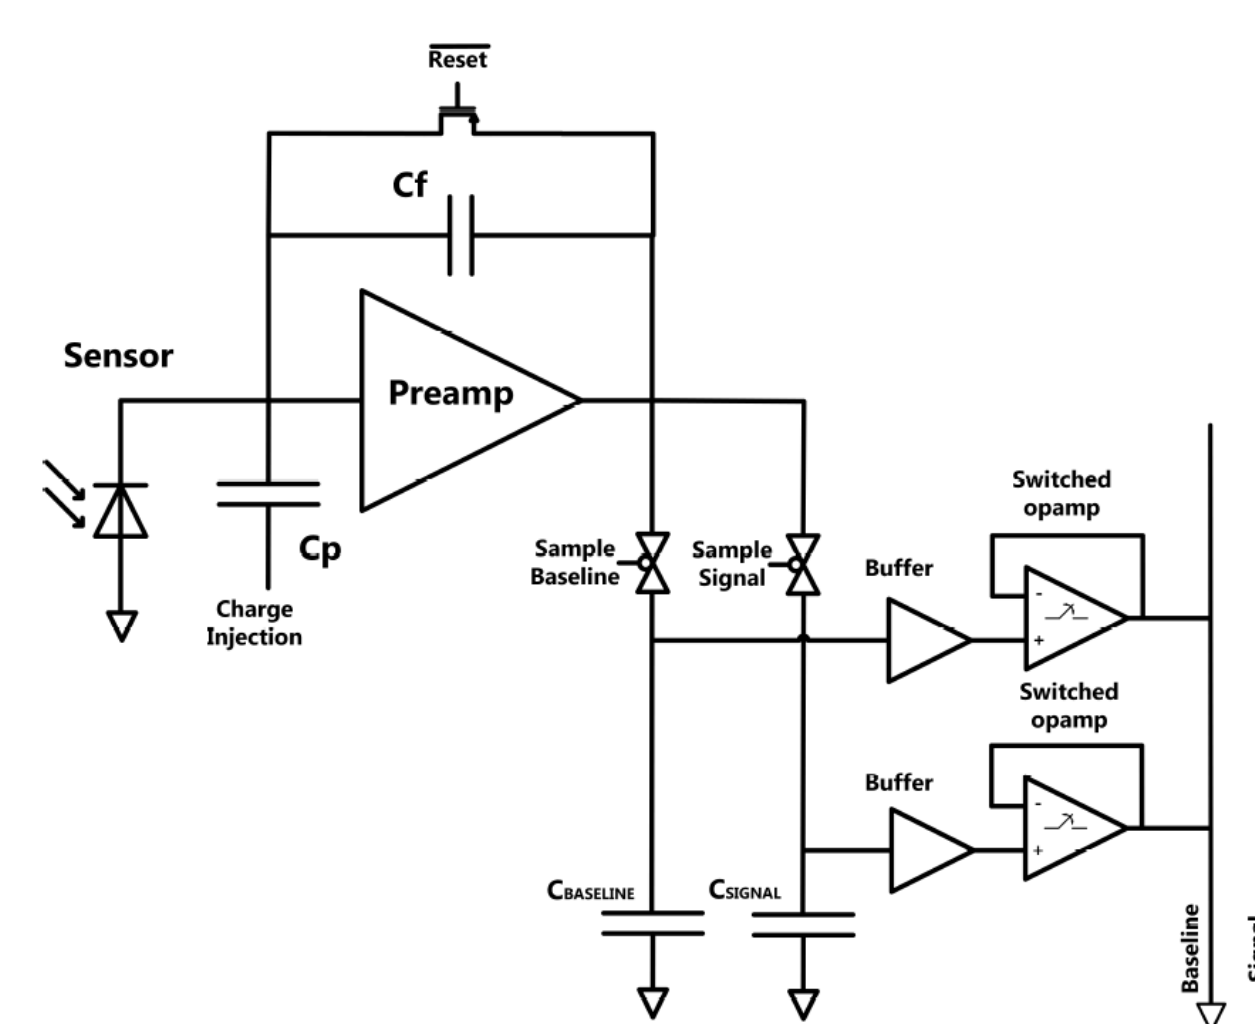 Reset
Cf
Sensor
Preamp
Cp
Charge
Injection
Sample
Baseline
Sample
Signal
Buffer
Switched
opamp
-
+
Switched
opamp
Buffer
-
+
CBASELINE
CSIGNAL
Baseline